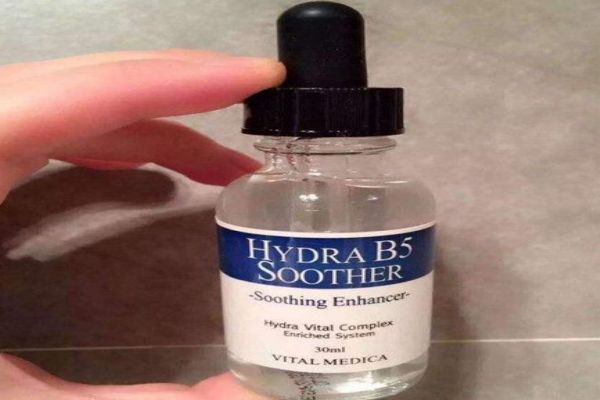 HYDRA B5
SOOTHER
-Soothing Enhancer-
Hydra Vital Complex
Enriched System
30ml
VITAL MEDICA